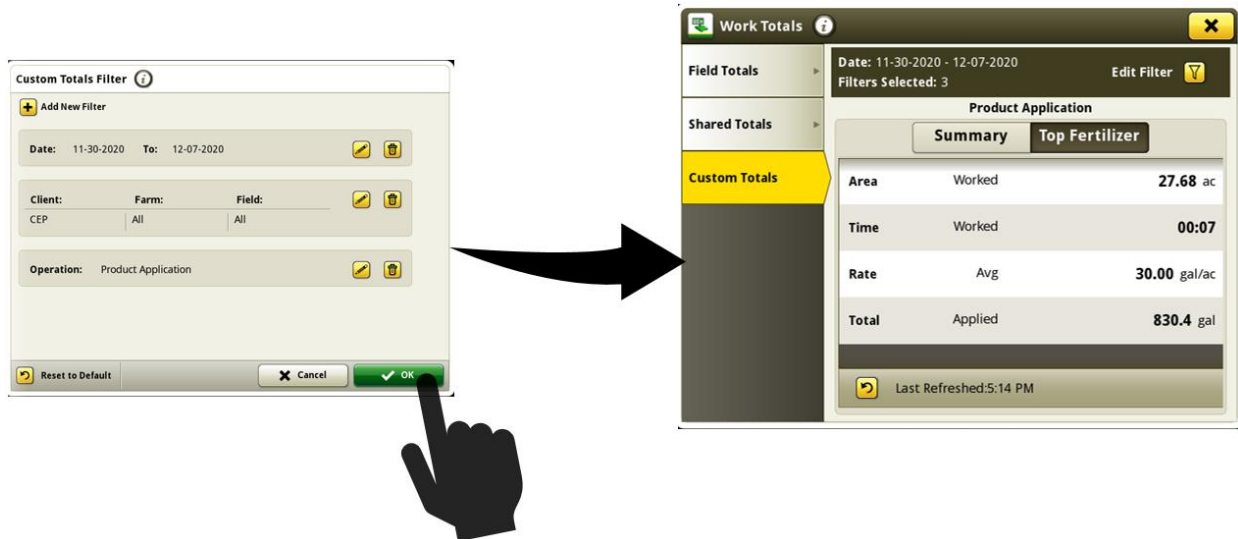 Custom Totals Filter i
Add New Filter
Date: 11-30-2020 To: 12-07-2020
Client: Farm: Field:
CEP All All
Operation: Product Application
Reset to Default Cancel OK
Work Totals i
Field Totals
Shared Totals
Custom Totals
Date: 11-30-2020 - 12-07-2020
Filters Selected: 3
Edit Filter
Product Application
Summary Top Fertilizer
Area Worked 27.68 ac
Time Worked 00:07
Rate Avg 30.00 gal/ac
Total Applied 830.4 gal
Last Refreshed:5:14 PM